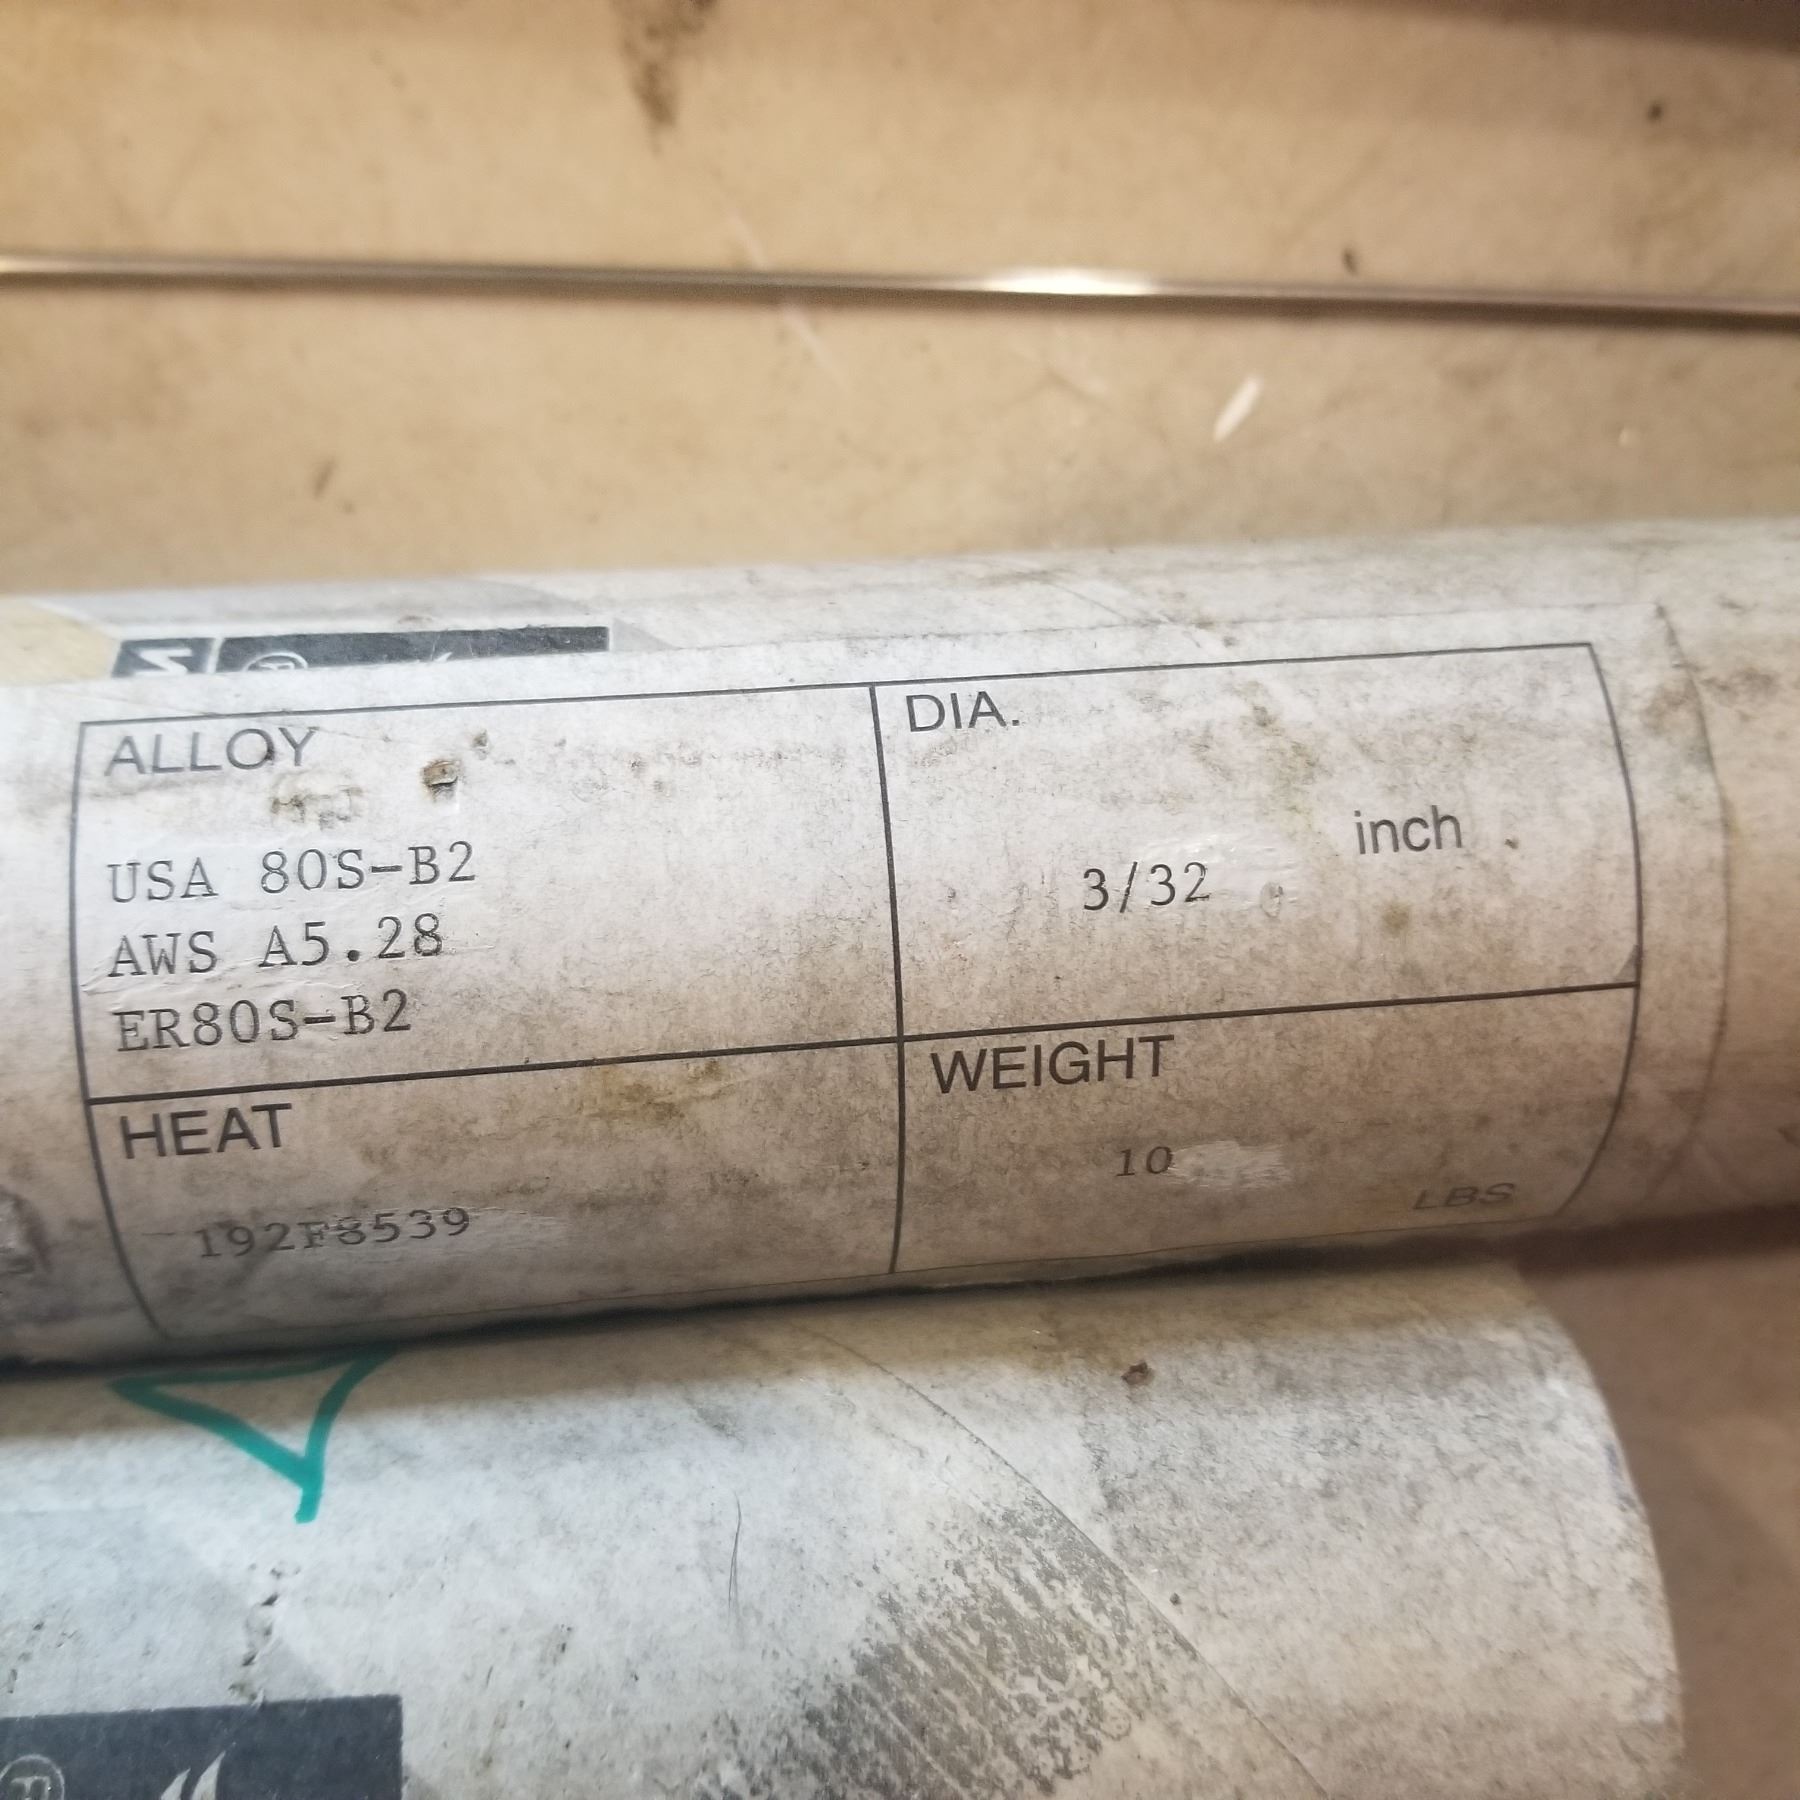 ALLOY
USA 80S-B2
AWS A5.28
ER80S-B2
DIA.
3/32 inch
HEAT
192F8539
WEIGHT
10
LBS